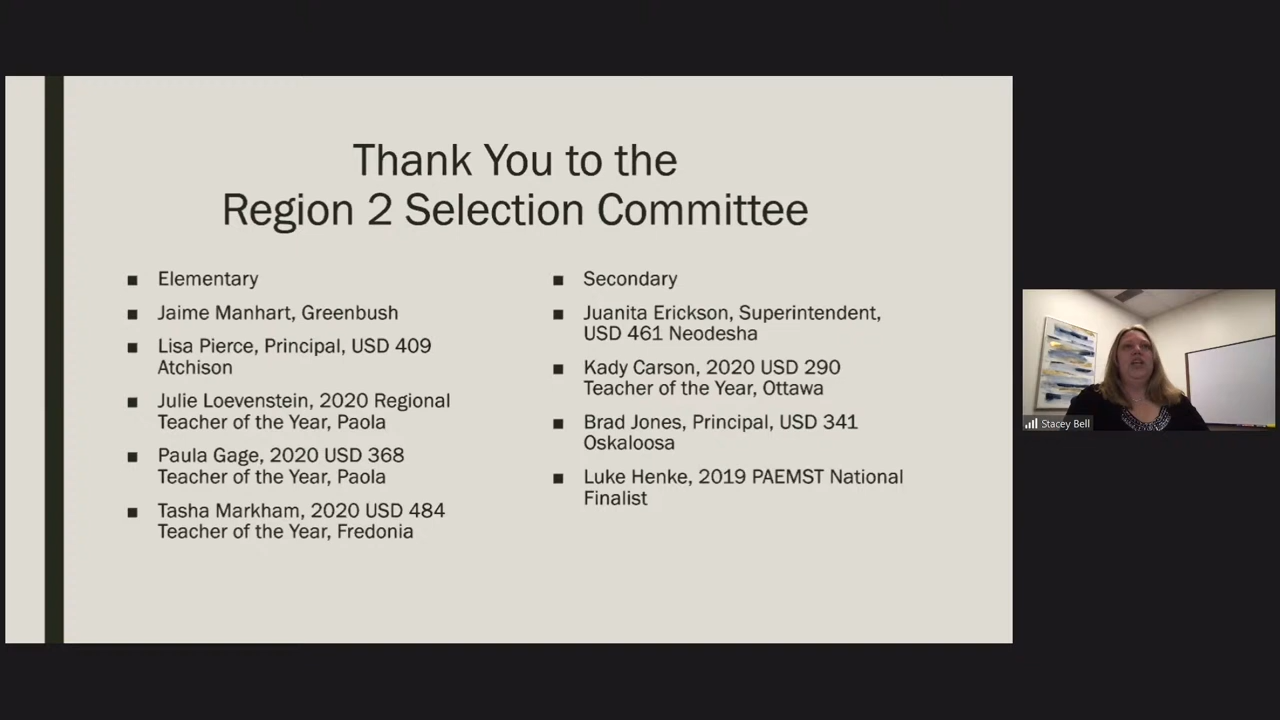 Thank You to the
Region 2 Selection Committee
■ Elementary
■ Jaime Manhart, Greenbush
■ Lisa Pierce, Principal, USD 409
Atchison
■ Julie Loevenstein, 2020 Regional
Teacher of the Year, Paola
■ Paula Gage, 2020 USD 368
Teacher of the Year, Paola
■ Tasha Markham, 2020 USD 484
Teacher of the Year, Fredonia
■ Secondary
■ Juanita Erickson, Superintendent,
USD 461 Neodesha
■ Kady Carson, 2020 USD 290
Teacher of the Year, Ottawa
■ Brad Jones, Principal, USD 341
Oskaloosa
■ Luke Henke, 2019 PAEMST National
Finalist
Stacey Bell